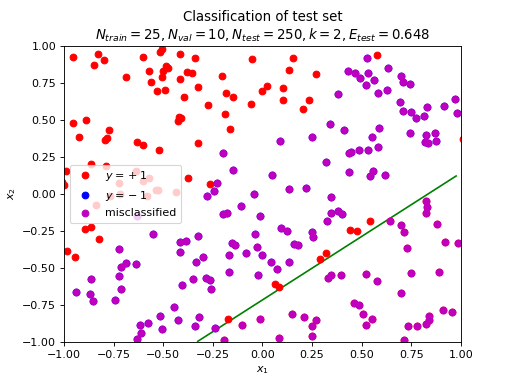 Classification of test set
N_train = 25, N_val = 10, N_test = 250, k = 2, E_test = 0.648
1.00
0.75
0.50
0.25
0.00
−0.25
−0.50
−0.75
−1.00
x₂
y = +1
y = −1
misclassified
−1.00 −0.75 −0.50 −0.25 0.00 0.25 0.50 0.75 1.00
x₁